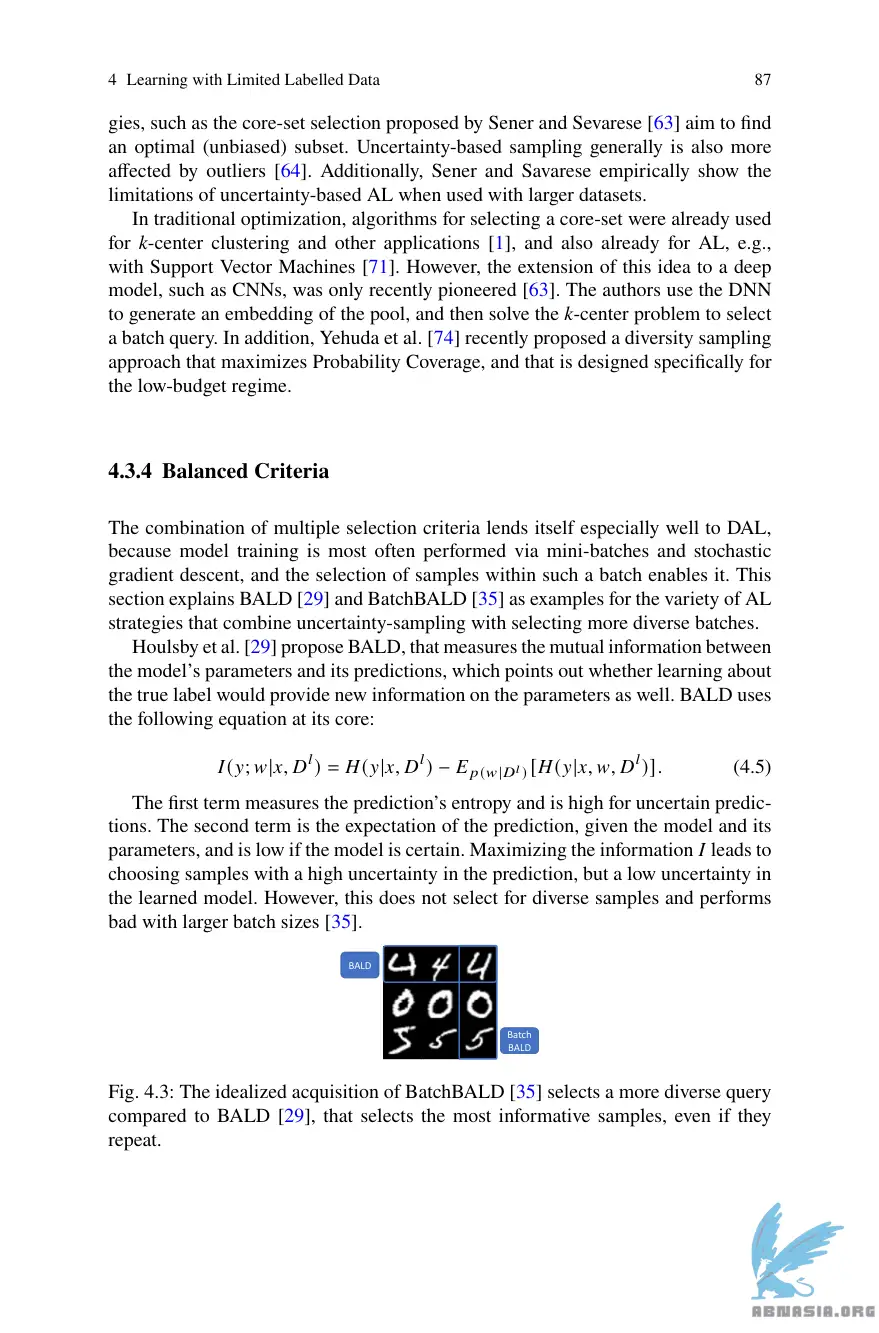 4 Learning with Limited Labelled Data 87
gies, such as the core-set selection proposed by Sener and Sevarese [63] aim to find
an optimal (unbiased) subset. Uncertainty-based sampling generally is also more
affected by outliers [64]. Additionally, Sener and Savarese empirically show the
limitations of uncertainty-based AL when used with larger datasets.
In traditional optimization, algorithms for selecting a core-set were already used
for k-center clustering and other applications [1], and also already for AL, e.g.,
with Support Vector Machines [71]. However, the extension of this idea to a deep
model, such as CNNs, was only recently pioneered [63]. The authors use the DNN
to generate an embedding of the pool, and then solve the k-center problem to select
a batch query. In addition, Yehuda et al. [74] recently proposed a diversity sampling
approach that maximizes Probability Coverage, and that is designed specifically for
the low-budget regime.
4.3.4 Balanced Criteria
The combination of multiple selection criteria lends itself especially well to DAL,
because model training is most often performed via mini-batches and stochastic
gradient descent, and the selection of samples within such a batch enables it. This
section explains BALD [29] and BatchBALD [35] as examples for the variety of AL
strategies that combine uncertainty-sampling with selecting more diverse batches.
Houlsby et al. [29] propose BALD, that measures the mutual information between
the model's parameters and its predictions, which points out whether learning about
the true label would provide new information on the parameters as well. BALD uses
the following equation at its core:
I(y; w|x, D^l) = H(y|x, D^l) − E_{p(w|D^l)}[H(y|x, w, D^l)]. (4.5)
The first term measures the prediction's entropy and is high for uncertain predic-
tions. The second term is the expectation of the prediction, given the model and its
parameters, and is low if the model is certain. Maximizing the information I leads to
choosing samples with a high uncertainty in the prediction, but a low uncertainty in
the learned model. However, this does not select for diverse samples and performs
bad with larger batch sizes [35].
BALD 4 4 4
0 0 0
5 5 5
Batch
BALD
Fig. 4.3: The idealized acquisition of BatchBALD [35] selects a more diverse query
compared to BALD [29], that selects the most informative samples, even if they
repeat.
ABNASIA.ORG